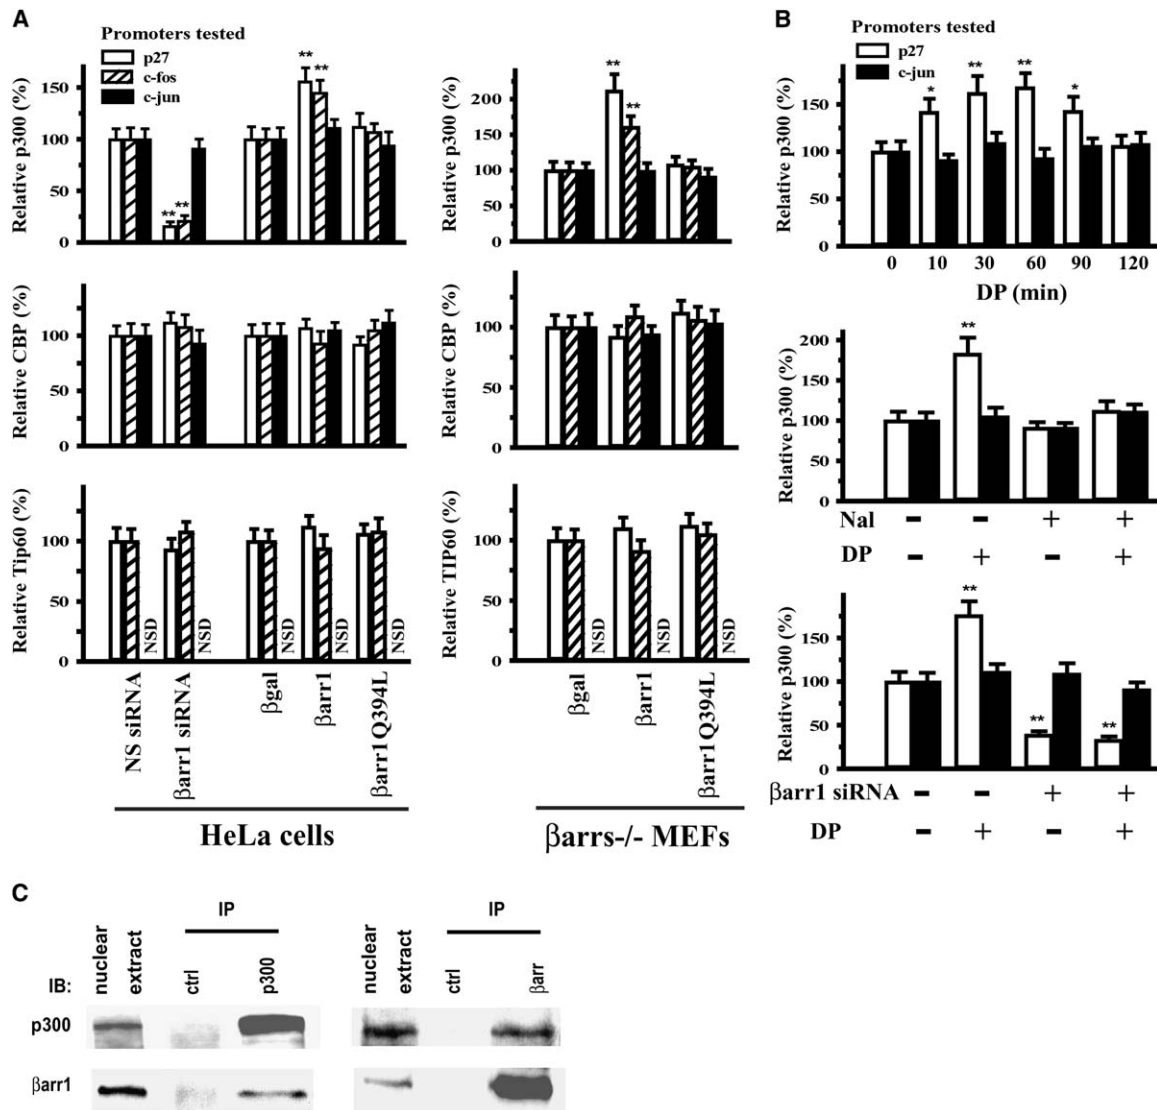 A
Promoters tested
p27
c-fos
c-jun
Relative p300 (%)
150
100
50
0
** ** ** **
Relative p300 (%)
200
150
100
50
0
** **
Relative CBP (%)
100
50
0
Relative CBP (%)
100
50
0
Relative Tip60 (%)
100
50
0
NSD NSD NSD NSD NSD
Relative TIP60 (%)
100
50
0
NSD NSD NSD
NS siRNA
βarr1 siRNA
βgal
βarr1
βarr1Q394L
HeLa cells
βgal
βarr1
βarr1Q394L
βarrs-/- MEFs
B
Promoters tested
p27
c-jun
Relative p300 (%)
150
100
50
0
* ** ** *
0 10 30 60 90 120
DP (min)
Relative p300 (%)
200
150
100
50
0
**
Nal - - + +
DP - + - +
Relative p300 (%)
150
100
50
0
** ** **
βarr1 siRNA - - + +
DP - + - +
C
IP
IP
IB:
nuclear
extract
ctrl
p300
nuclear
extract
ctrl
βarr
p300
βarr1